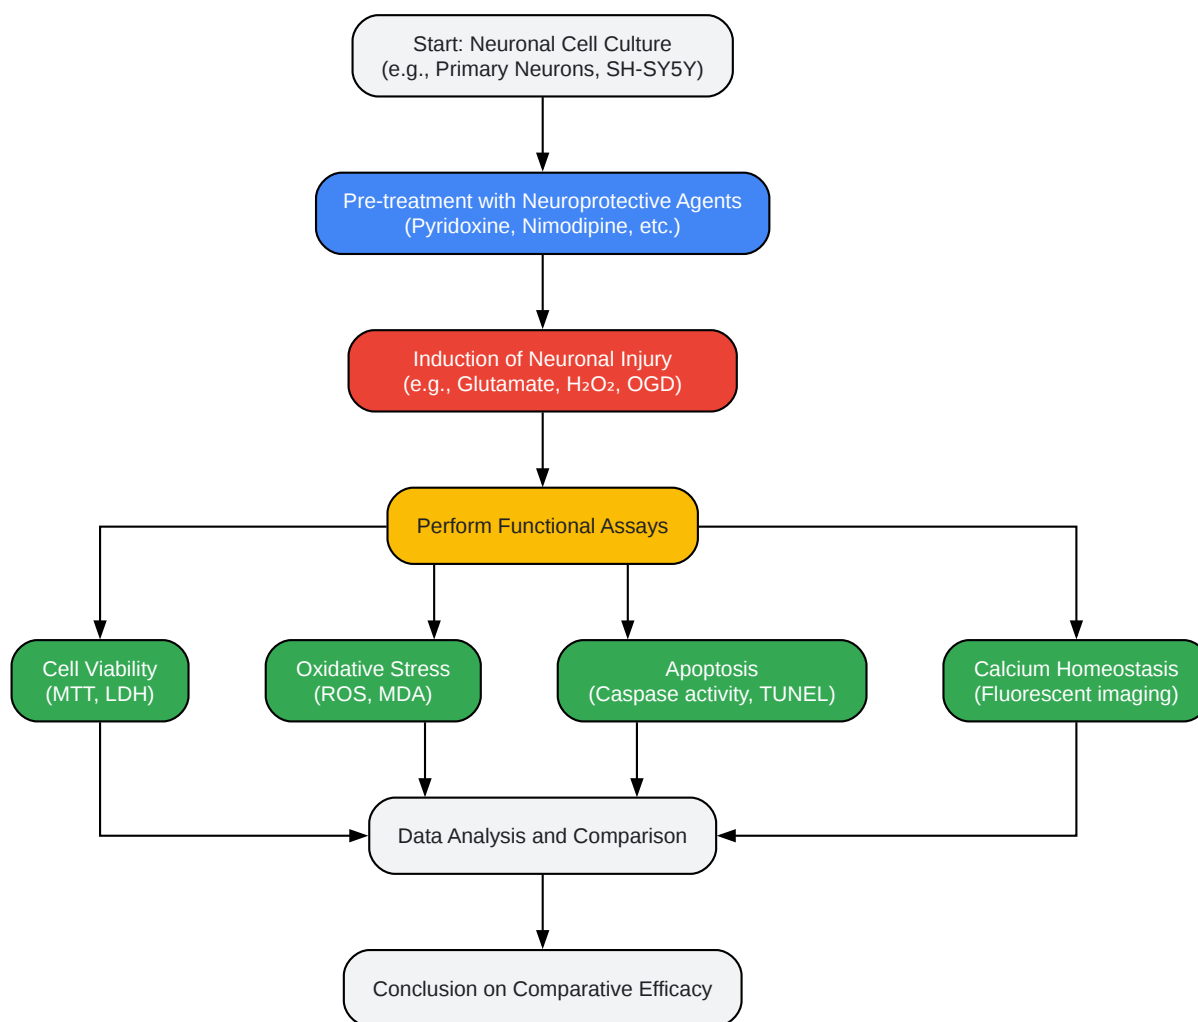 Start: Neuronal Cell Culture
(e.g., Primary Neurons, SH-SY5Y)
Pre-treatment with Neuroprotective Agents
(Pyridoxine, Nimodipine, etc.)
Induction of Neuronal Injury
(e.g., Glutamate, H₂O₂, OGD)
Perform Functional Assays
Cell Viability
(MTT, LDH)
Oxidative Stress
(ROS, MDA)
Apoptosis
(Caspase activity, TUNEL)
Calcium Homeostasis
(Fluorescent imaging)
Data Analysis and Comparison
Conclusion on Comparative Efficacy